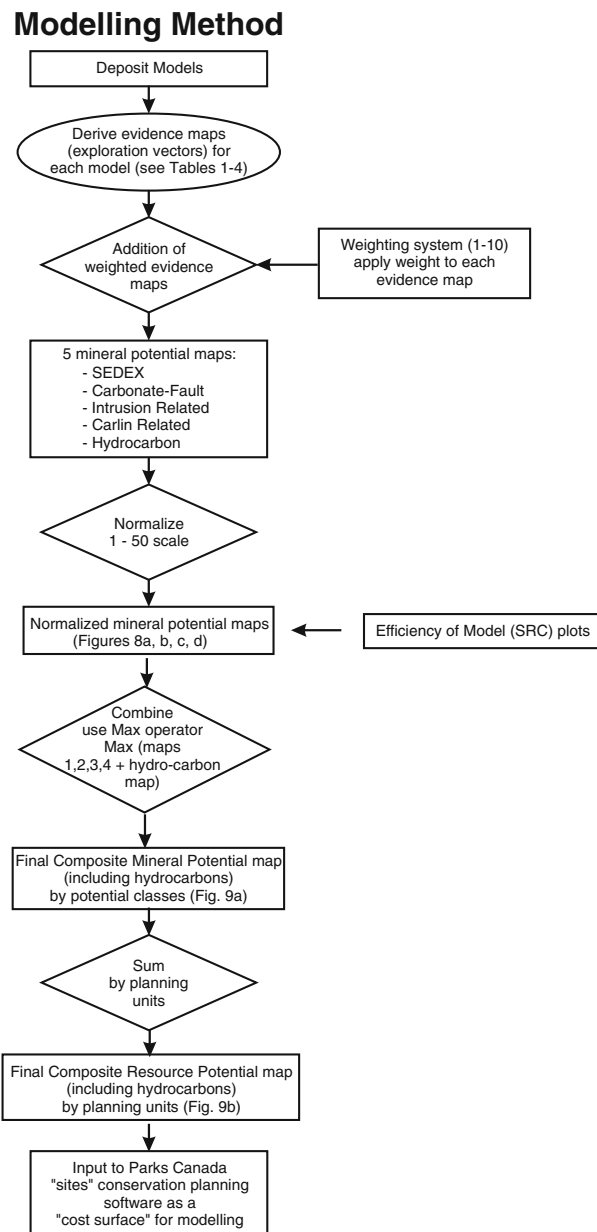 Modelling Method
Deposit Models
Derive evidence maps
(exploration vectors) for
each model (see Tables 1-4)
Addition of
weighted evidence
maps
Weighting system (1-10)
apply weight to each
evidence map
5 mineral potential maps:
- SEDEX
- Carbonate-Fault
- Intrusion Related
- Carlin Related
- Hydrocarbon
Normalize
1 - 50 scale
Normalized mineral potential maps
(Figures 8a, b, c, d)
Efficiency of Model (SRC) plots
Combine
use Max operator
Max (maps
1,2,3,4 + hydro-carbon
map)
Final Composite Mineral Potential map
(including hydrocarbons)
by potential classes (Fig. 9a)
Sum
by planning
units
Final Composite Resource Potential map
(including hydrocarbons)
by planning units (Fig. 9b)
Input to Parks Canada
"sites" conservation planning
software as a
"cost surface" for modelling